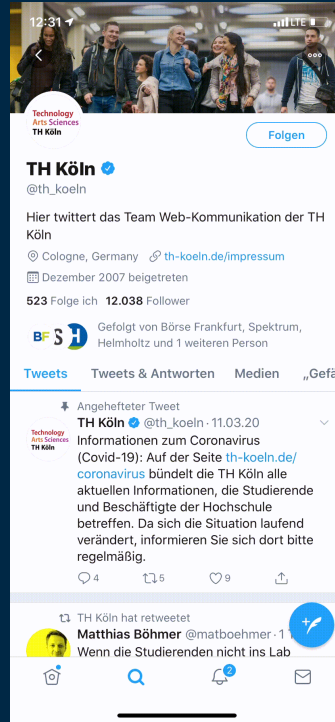 12:31
LTE
Technology
Arts Sciences
TH Köln
Folgen
TH Köln
@th_koeln
Hier twittert das Team Web-Kommunikation der TH
Köln
Cologne, Germany th-koeln.de/impressum
Dezember 2007 beigetreten
523 Folge ich 12.038 Follower
BF S H
Gefolgt von Börse Frankfurt, Spektrum,
Helmholtz und 1 weiteren Person
Tweets Tweets & Antworten Medien „Gefä
Angehefteter Tweet
Technology
Arts Sciences
TH Köln
TH Köln @th_koeln · 11.03.20
Informationen zum Coronavirus
(Covid-19): Auf der Seite th-koeln.de/
coronavirus bündelt die TH Köln alle
aktuellen Informationen, die Studierende
und Beschäftigte der Hochschule
betreffen. Da sich die Situation laufend
verändert, informieren Sie sich dort bitte
regelmäßig.
4 5 9
TH Köln hat retweetet
Matthias Böhmer @matboehmer · 1
Wenn die Studierenden nicht ins Lab
2